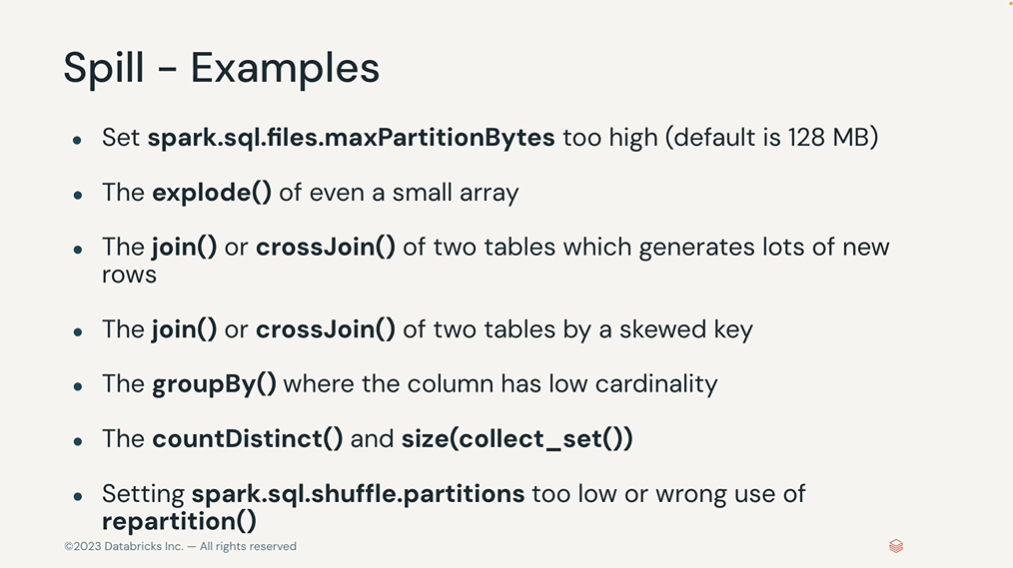 Spill - Examples
● Set spark.sql.files.maxPartitionBytes too high (default is 128 MB)
● The explode() of even a small array
● The join() or crossJoin() of two tables which generates lots of new
rows
● The join() or crossJoin() of two tables by a skewed key
● The groupBy() where the column has low cardinality
● The countDistinct() and size(collect_set())
● Setting spark.sql.shuffle.partitions too low or wrong use of
repartition()
©2023 Databricks Inc. — All rights reserved